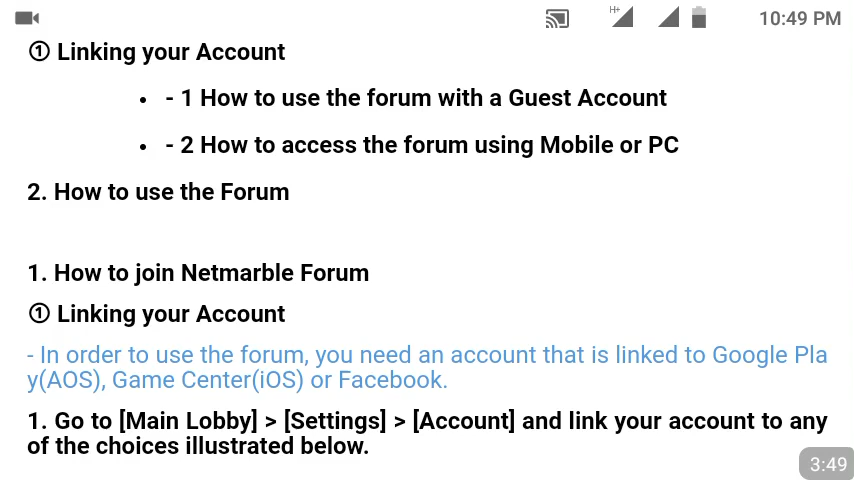 H+ 10:49 PM
① Linking your Account
• - 1 How to use the forum with a Guest Account
• - 2 How to access the forum using Mobile or PC
2. How to use the Forum
1. How to join Netmarble Forum
① Linking your Account
- In order to use the forum, you need an account that is linked to Google Pla
y(AOS), Game Center(iOS) or Facebook.
1. Go to [Main Lobby] > [Settings] > [Account] and link your account to any
of the choices illustrated below.
3:49